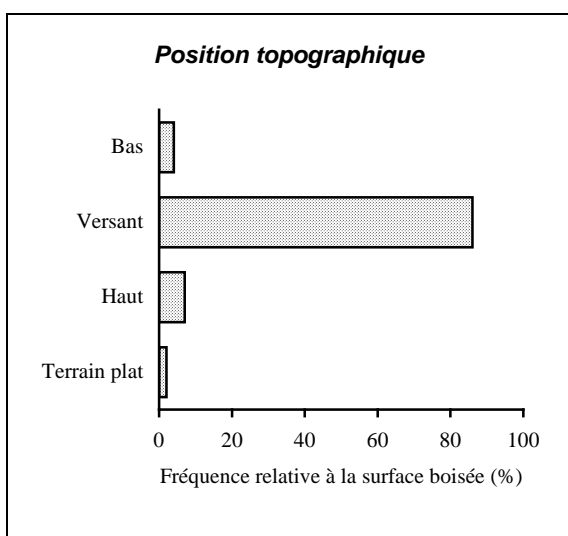 Position topographique
Bas
Versant
Haut
Terrain plat
0 20 40 60 80 100
Fréquence relative à la surface boisée (%)